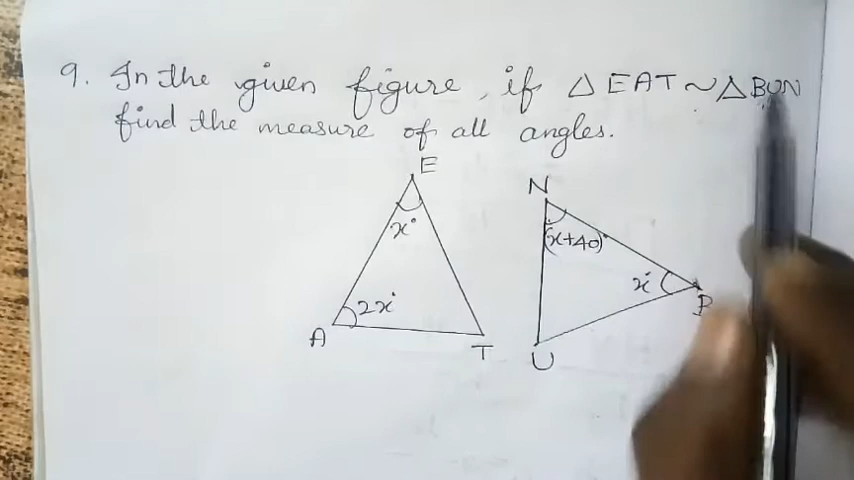 9. In the given figure, if △ EAT ~ △ BUN
find the measure of all angles.
E
x°
2x°
A
T
N
(x+40)°
x°
B
U